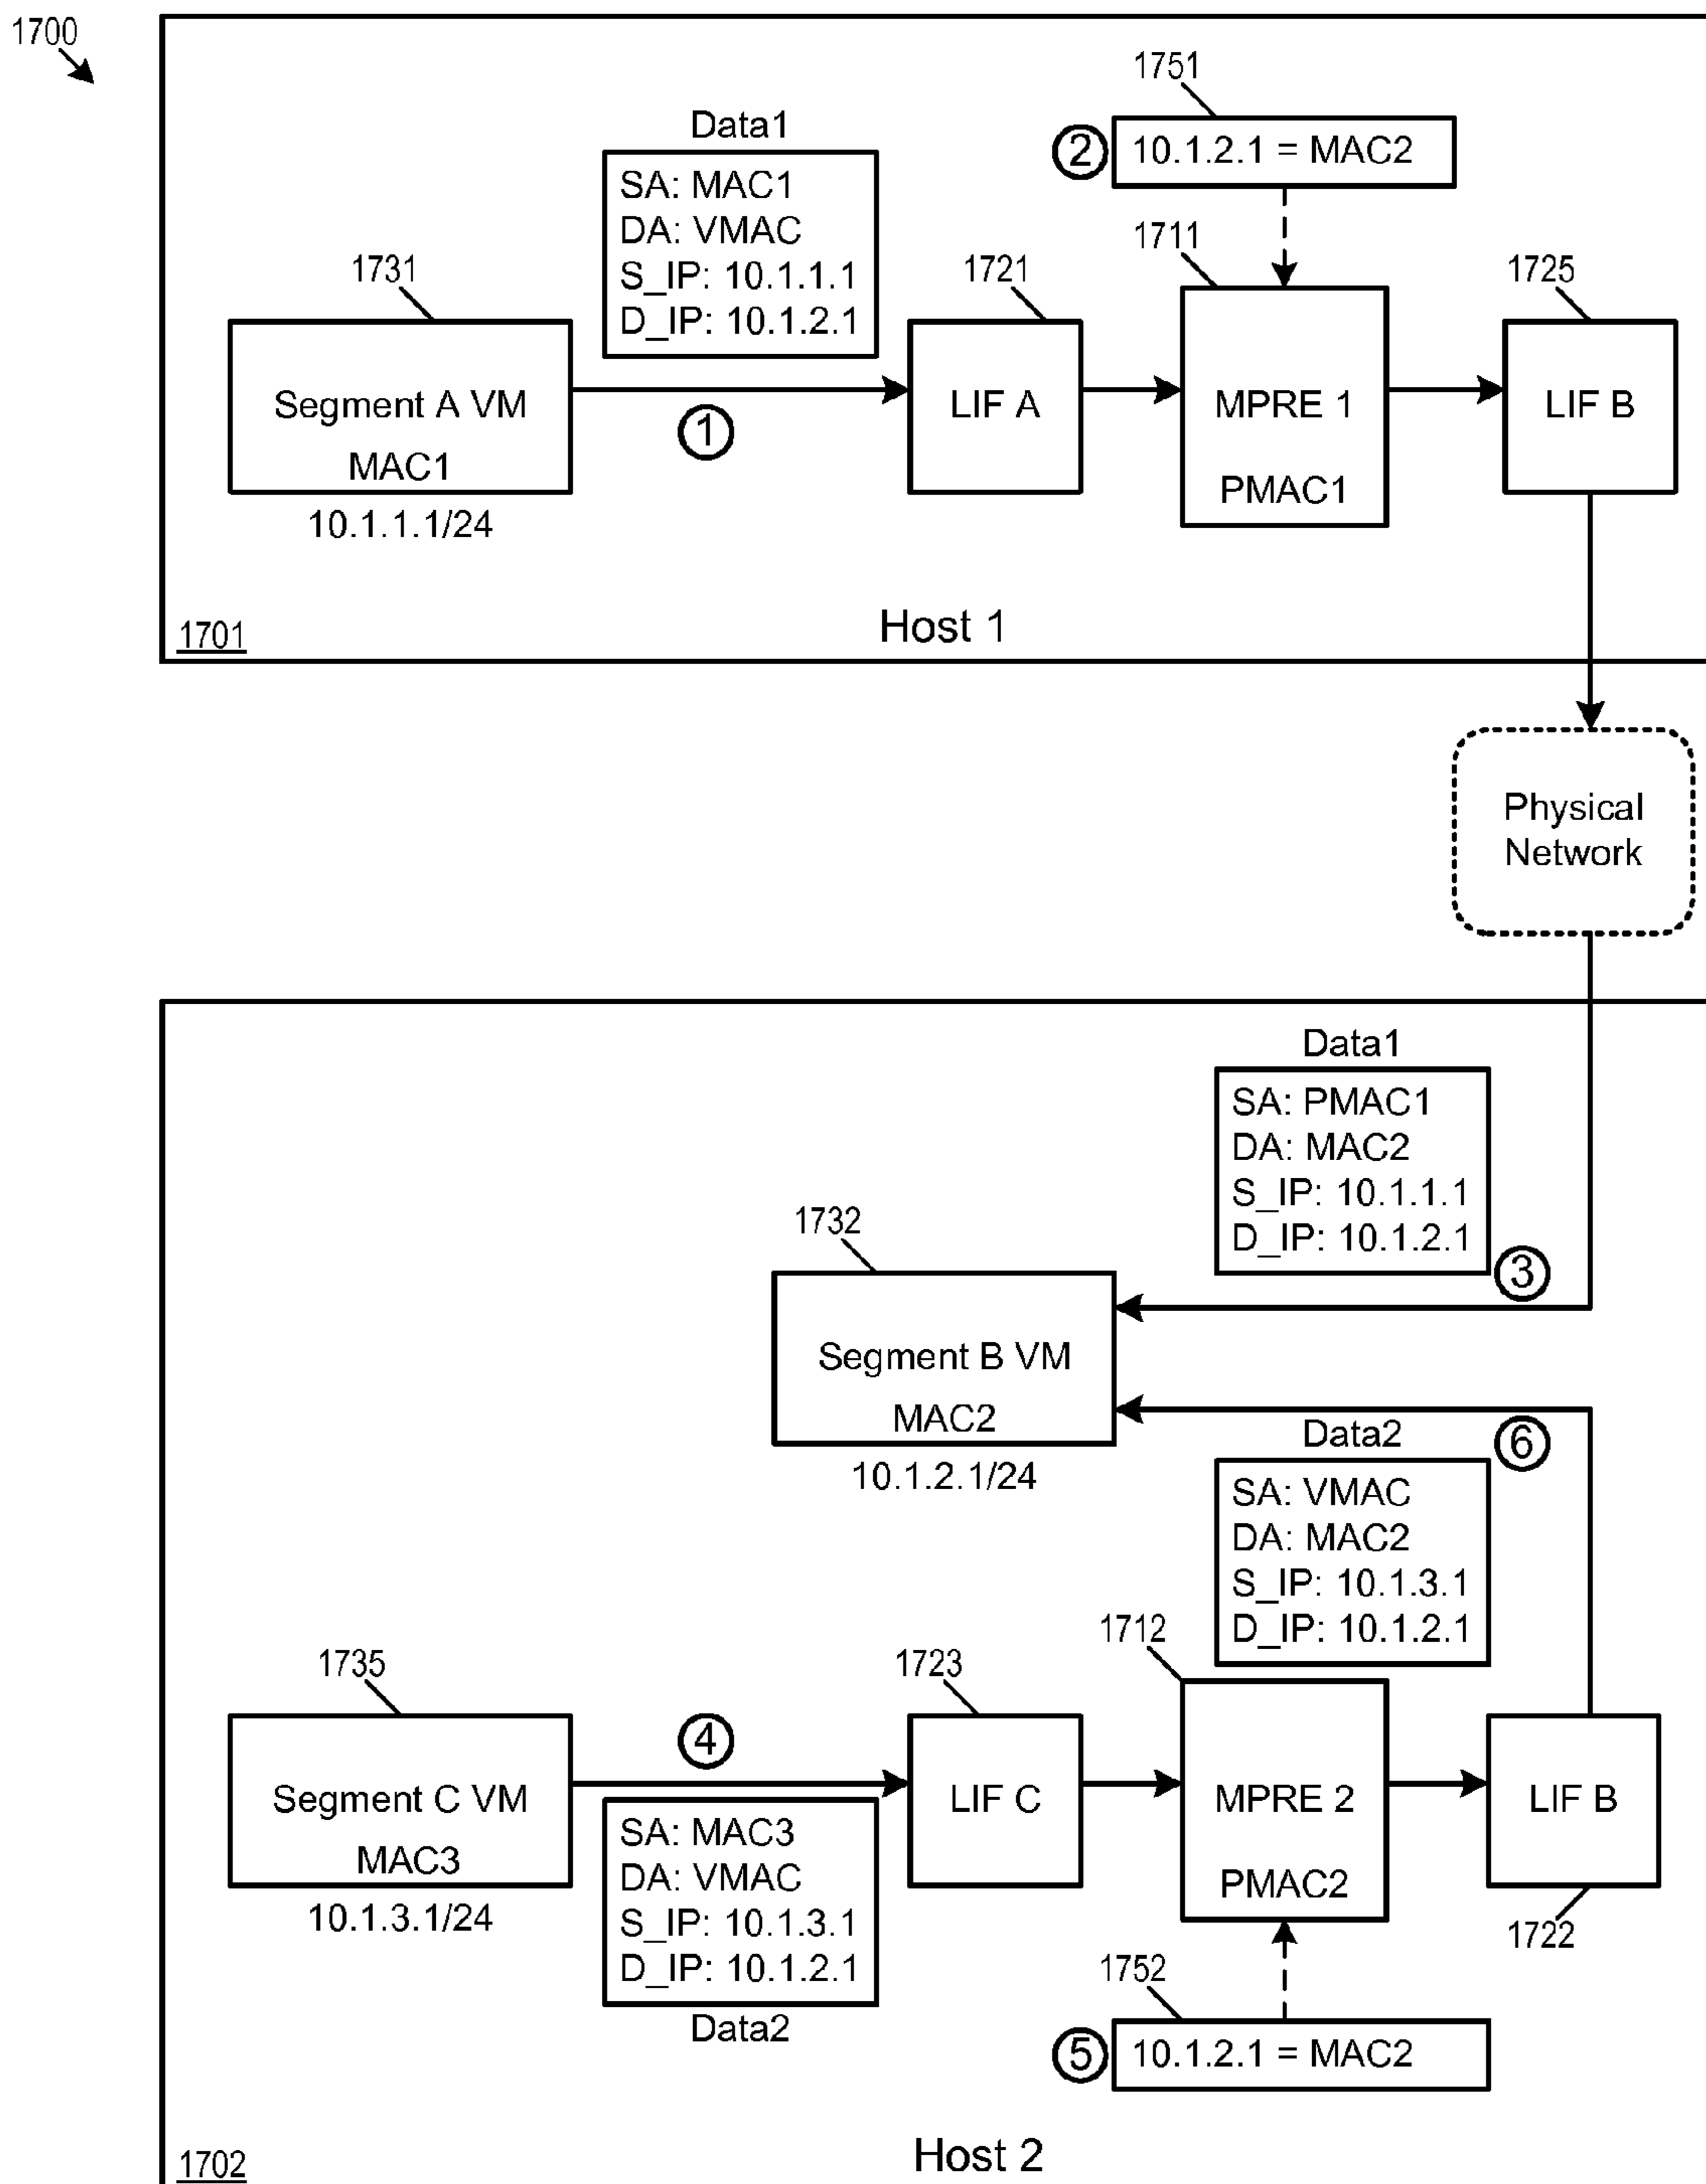 1700
1751
Data1
② 10.1.2.1 = MAC2
SA: MAC1
DA: VMAC
S_IP: 10.1.1.1
D_IP: 10.1.2.1
1731
1721
1711
1725
Segment A VM
MAC1
10.1.1.1/24
①
LIF A
MPRE 1
PMAC1
LIF B
1701
Host 1
Physical
Network
Data1
SA: PMAC1
DA: MAC2
S_IP: 10.1.1.1
D_IP: 10.1.2.1
③
1732
Segment B VM
MAC2
10.1.2.1/24
Data2
⑥
SA: VMAC
DA: MAC2
S_IP: 10.1.3.1
D_IP: 10.1.2.1
1735
1723
1712
Segment C VM
MAC3
10.1.3.1/24
④
LIF C
MPRE 2
PMAC2
LIF B
1722
SA: MAC3
DA: VMAC
S_IP: 10.1.3.1
D_IP: 10.1.2.1
Data2
1752
⑤ 10.1.2.1 = MAC2
1702
Host 2